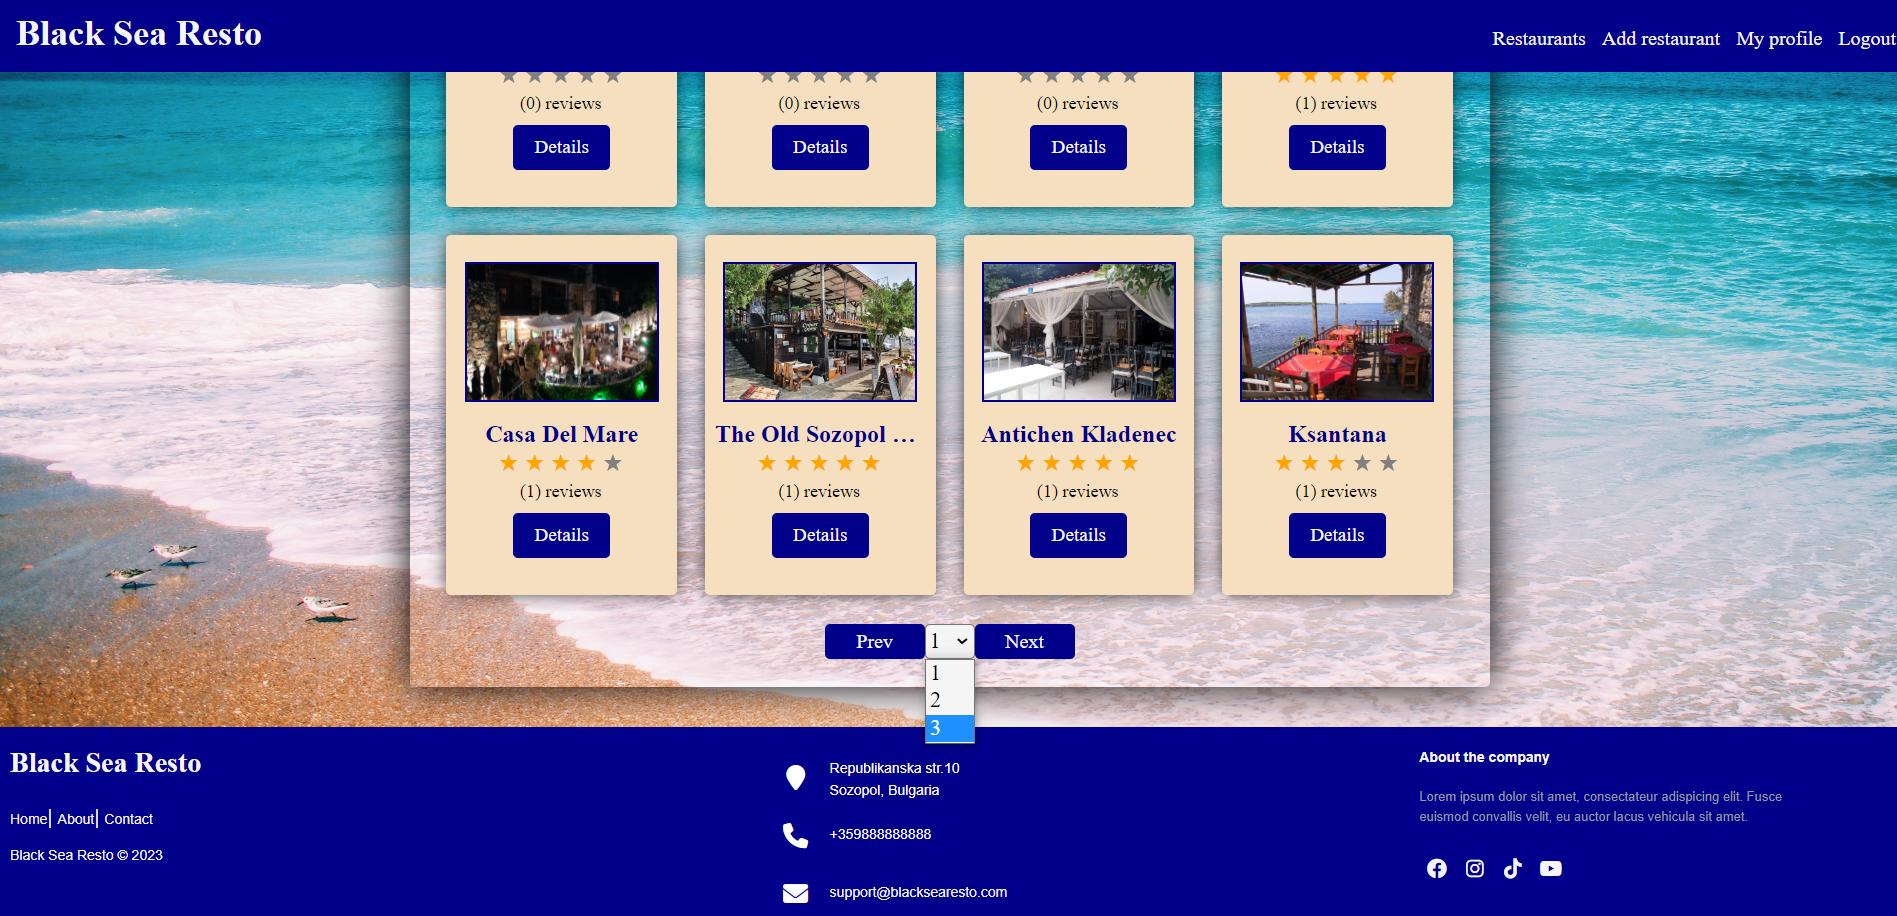 Black Sea Resto
Restaurants Add restaurant My profile Logout
(0) reviews (0) reviews (0) reviews (1) reviews
Details Details Details Details
Casa Del Mare The Old Sozopol ... Antichen Kladenec Ksantana
(1) reviews (1) reviews (1) reviews (1) reviews
Details Details Details Details
Prev 1 Next
1
2
3
Black Sea Resto
Home| About| Contact
Black Sea Resto © 2023
Republikanska str.10
Sozopol, Bulgaria
+359888888888
support@blacksearesto.com
About the company
Lorem ipsum dolor sit amet, consectateur adispicing elit. Fusce
euismod convallis velit, eu auctor lacus vehicula sit amet.